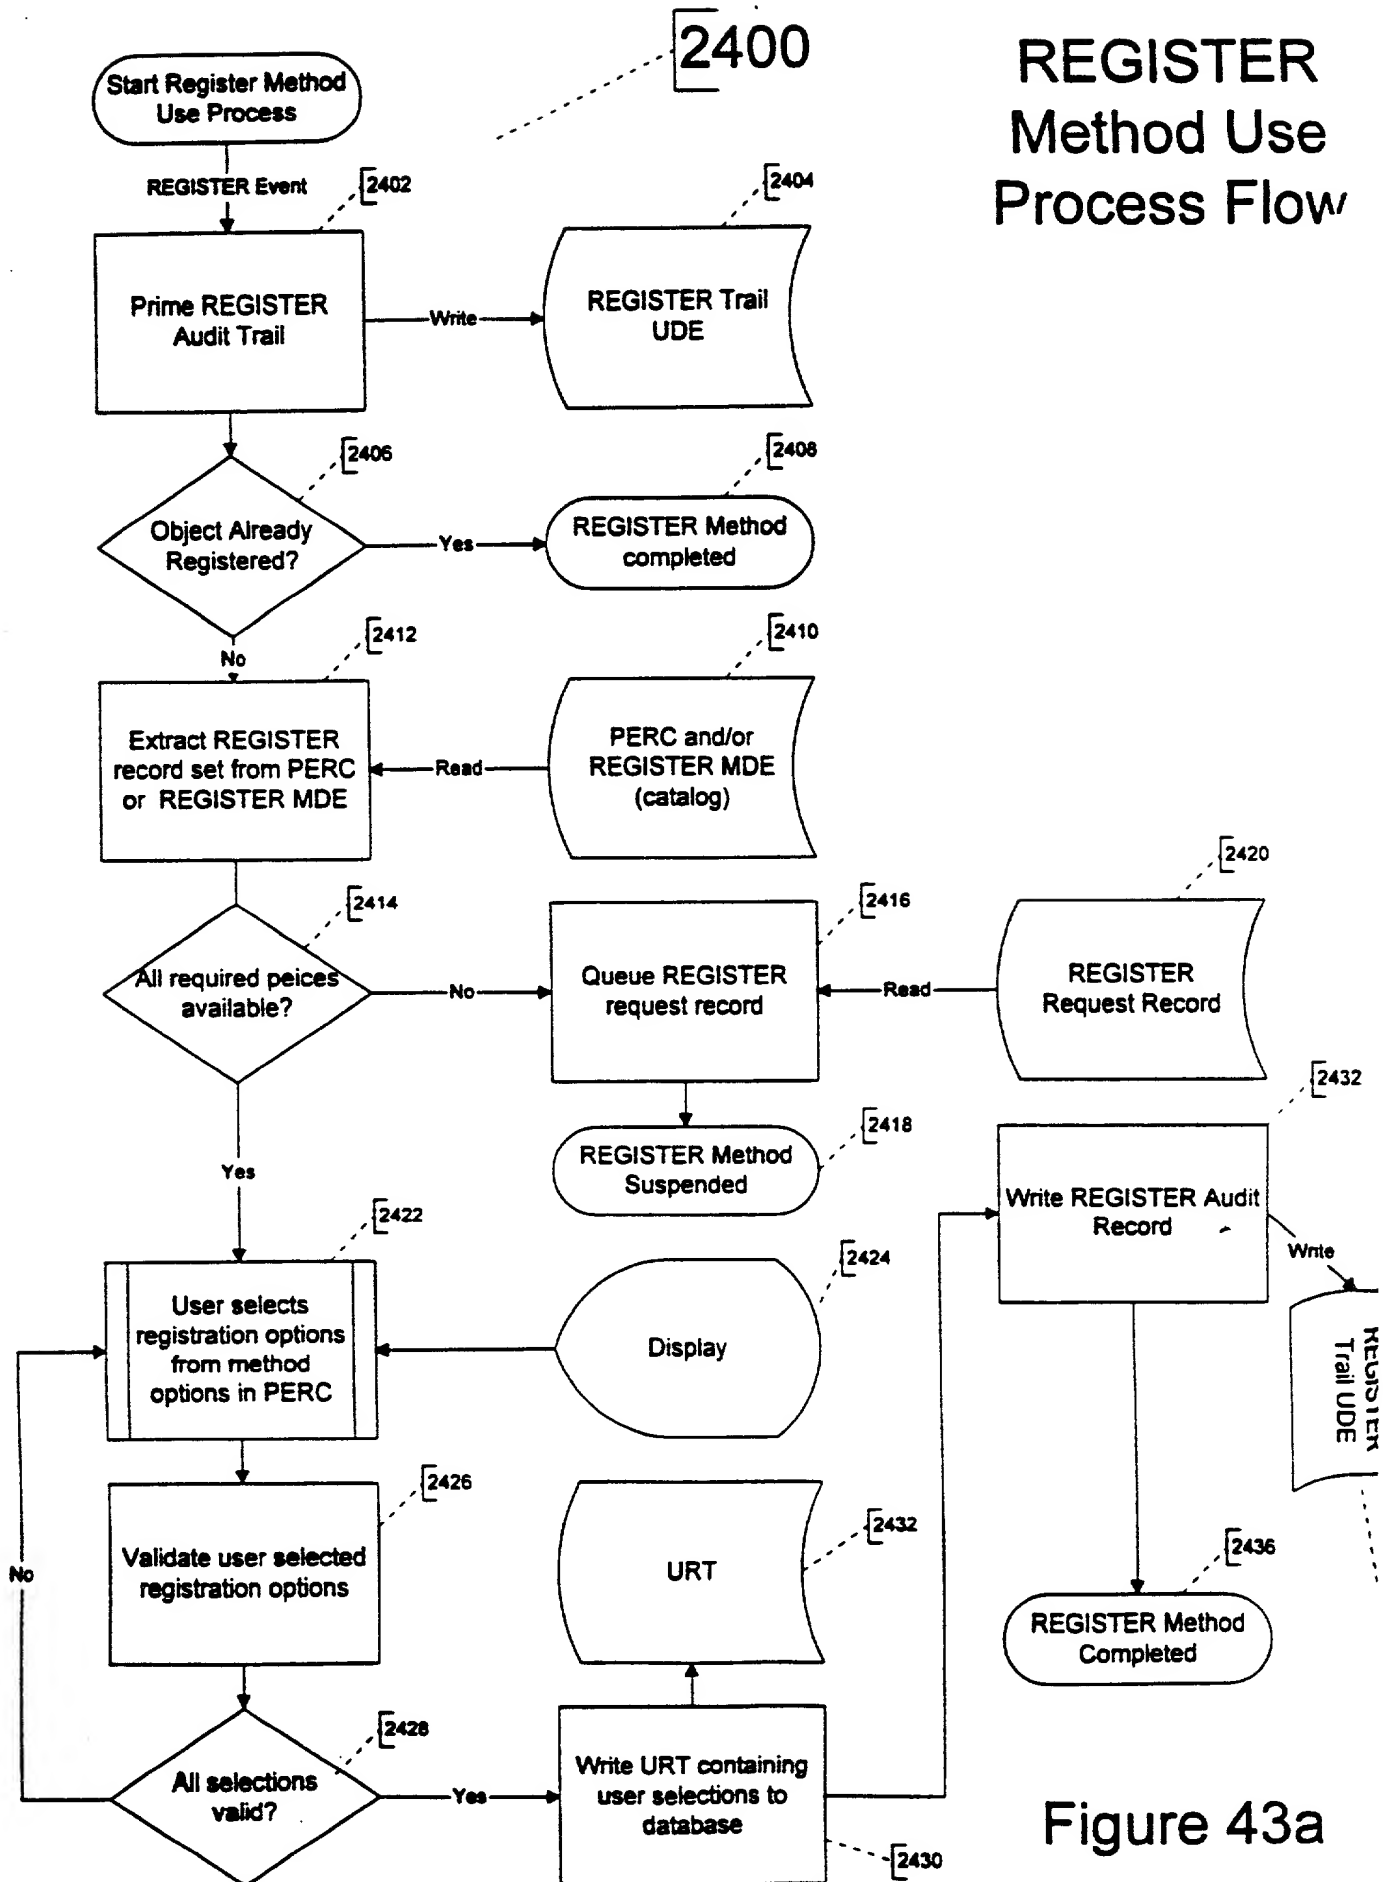 2400
REGISTER
Method Use
Process Flow
Start Register Method
Use Process
REGISTER Event
2402
2404
Prime REGISTER
Audit Trail
Write
REGISTER Trail
UDE
2406
2408
Object Already
Registered?
Yes
REGISTER Method
completed
No
2412
2410
Extract REGISTER
record set from PERC
or REGISTER MDE
Read
PERC and/or
REGISTER MDE
(catalog)
2414
2416
2420
All required peices
available?
No
Queue REGISTER
request record
Read
REGISTER
Request Record
2432
2418
Yes
REGISTER Method
Suspended
Write REGISTER Audit
Record
Write
2422
2424
User selects
registration options
from method
options in PERC
Display
REGISTER
Trail UDE
2426
2432
No
Validate user selected
registration options
URT
2436
REGISTER Method
Completed
2428
All selections
valid?
Yes
Write URT containing
user selections to
database
2430
Figure 43a